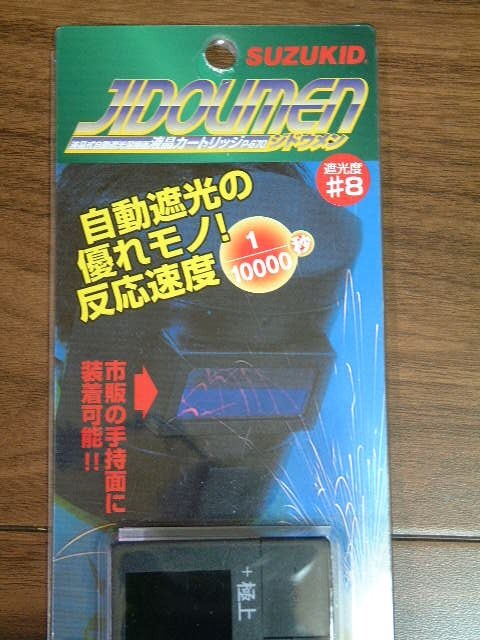 SUZUKID
JIDOUMEN
液晶カートリッジP-670 ジドウメン
遮光度
#8
自動遮光の
優れモノ!
反応速度
1
10000
秒
市販の手持面に
装着可能!!
+極上